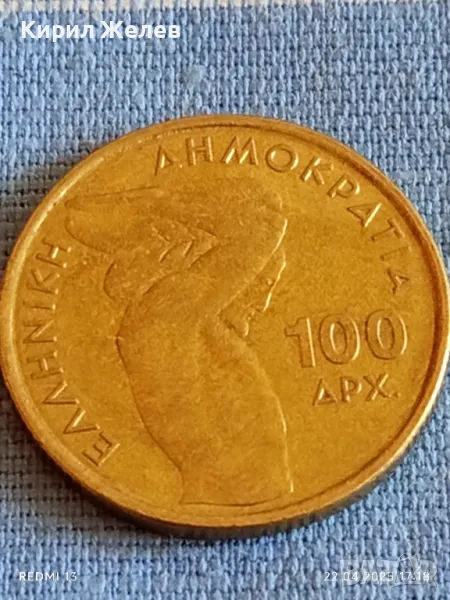 Кирил Желев
ΕΛΛΗΝΙΚΗ ΔΗΜΟΚΡΑΤΙΑ
100
ΔΡΧ.
REDMI 13
22.04.2025 17:18